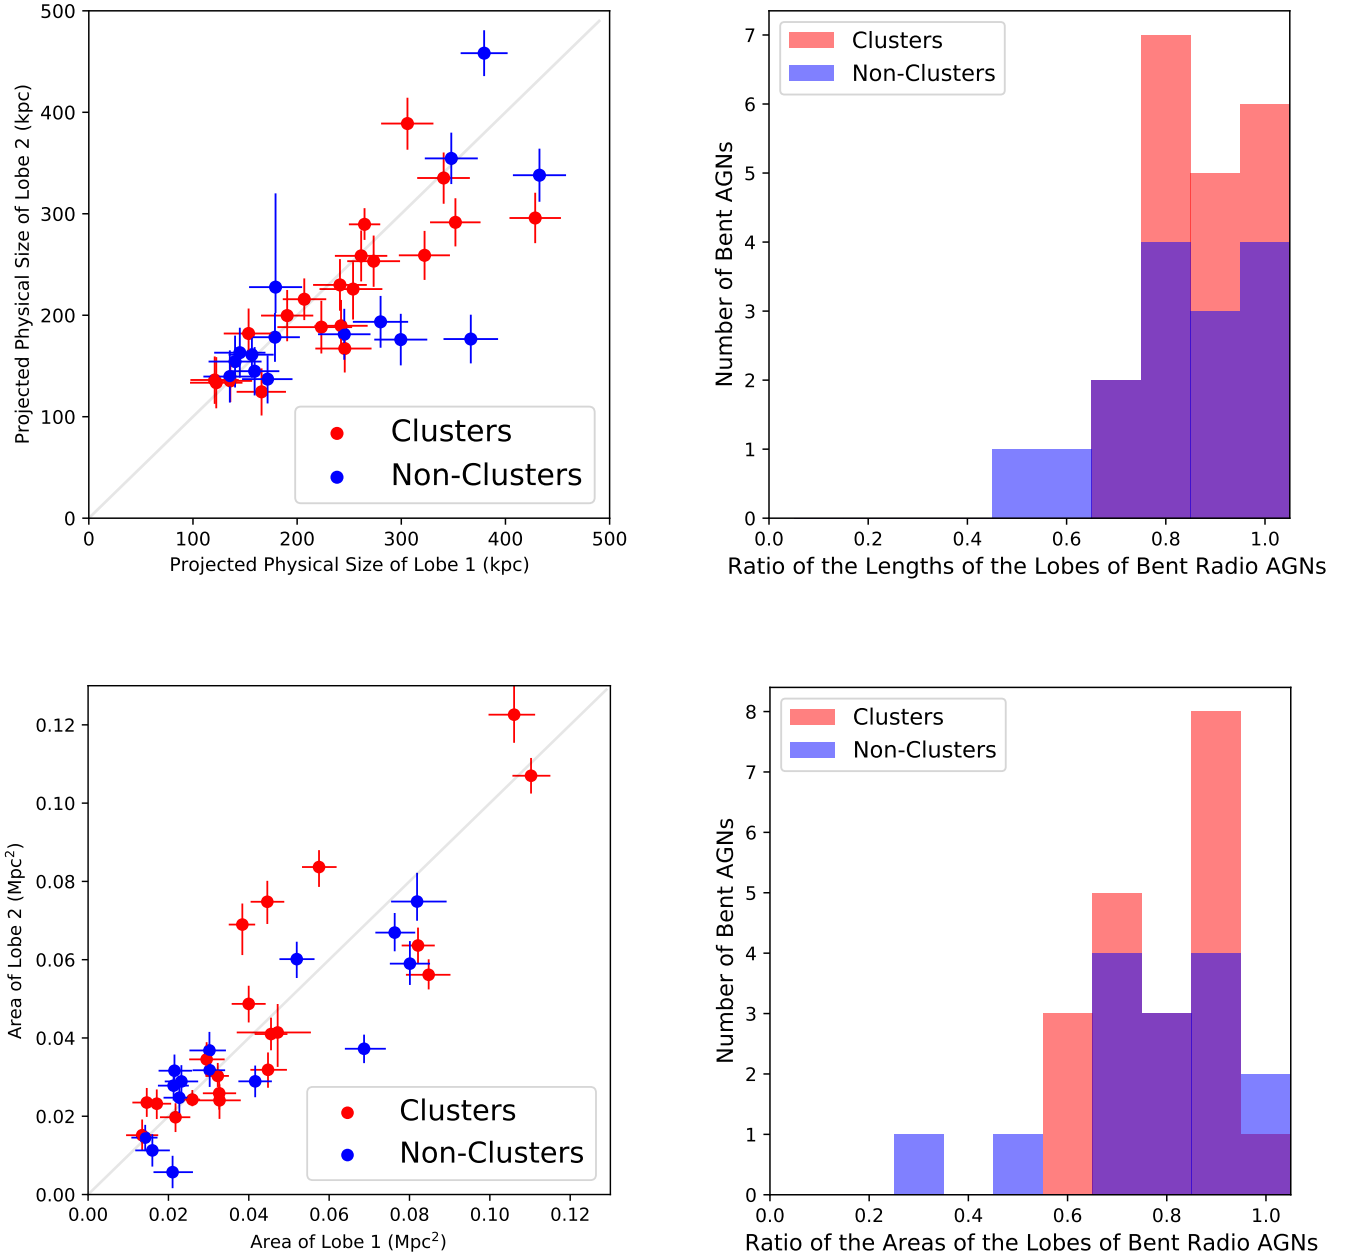 500
400
300
200
100
0
Projected Physical Size of Lobe 2 (kpc)
Clusters
Non-Clusters
0 100 200 300 400 500
Projected Physical Size of Lobe 1 (kpc)
7
6
5
4
3
2
1
0
Number of Bent AGNs
Clusters
Non-Clusters
0.0 0.2 0.4 0.6 0.8 1.0
Ratio of the Lengths of the Lobes of Bent Radio AGNs
0.12
0.10
0.08
0.06
0.04
0.02
0.00
Area of Lobe 2 (Mpc²)
Clusters
Non-Clusters
0.00 0.02 0.04 0.06 0.08 0.10 0.12
Area of Lobe 1 (Mpc²)
8
7
6
5
4
3
2
1
0
Number of Bent AGNs
Clusters
Non-Clusters
0.0 0.2 0.4 0.6 0.8 1.0
Ratio of the Areas of the Lobes of Bent Radio AGNs